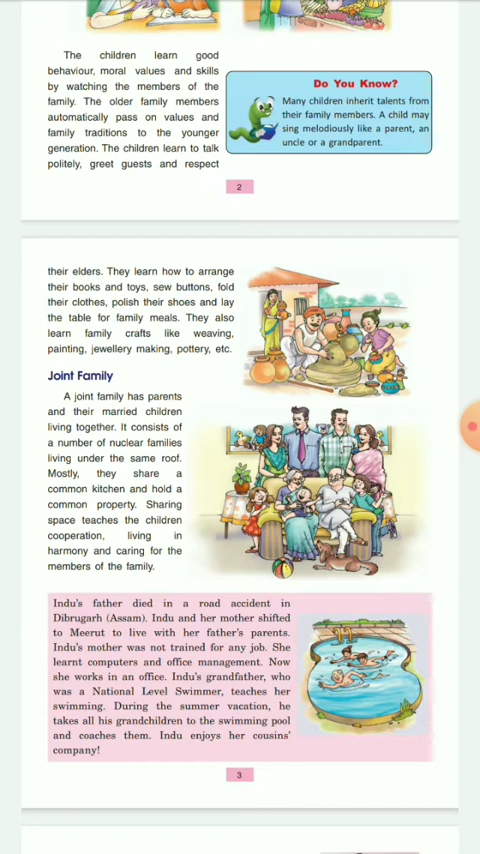 The children learn good
behaviour, moral values and skills
by watching the members of the
family. The older family members
automatically pass on values and
family traditions to the younger
generation. The children learn to talk
politely, greet guests and respect
Do You Know?
Many children inherit talents from
their family members. A child may
sing melodiously like a parent, an
uncle or a grandparent.
2
their elders. They learn how to arrange
their books and toys, sew buttons, fold
their clothes, polish their shoes and lay
the table for family meals. They also
learn family crafts like weaving,
painting, jewellery making, pottery, etc.
Joint Family
A joint family has parents
and their married children
living together. It consists of
a number of nuclear families
living under the same roof.
Mostly, they share a
common kitchen and hold a
common property. Sharing
space teaches the children
cooperation, living in
harmony and caring for the
members of the family.
Indu's father died in a road accident in
Dibrugarh (Assam). Indu and her mother shifted
to Meerut to live with her father's parents.
Indu's mother was not trained for any job. She
learnt computers and office management. Now
she works in an office. Indu's grandfather, who
was a National Level Swimmer, teaches her
swimming. During the summer vacation, he
takes all his grandchildren to the swimming pool
and coaches them. Indu enjoys her cousins'
company!
3